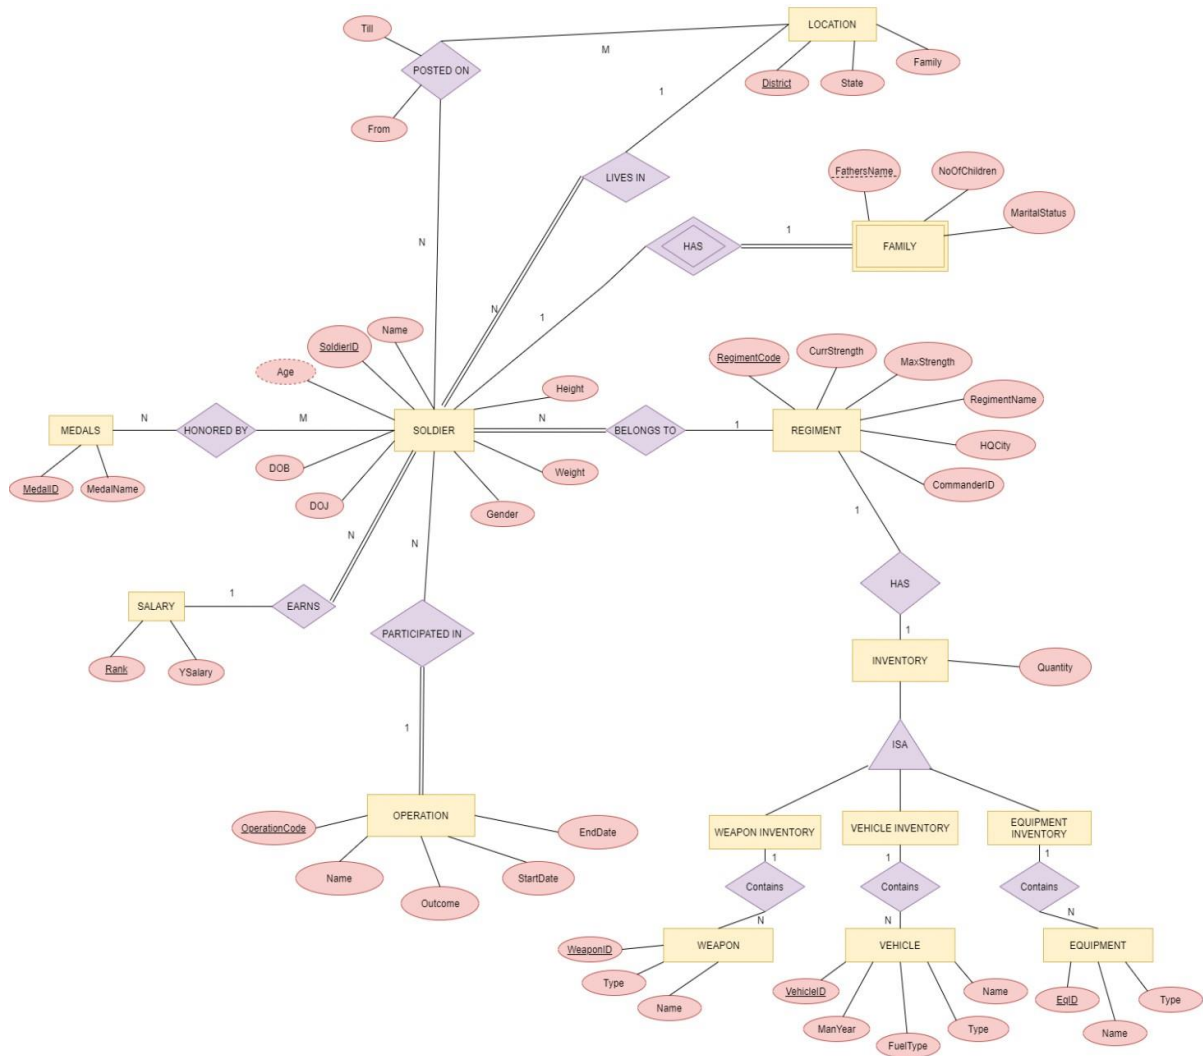 LOCATION
Till
M
POSTED ON
Family
District
State
1
From
LIVES IN
FathersName
NoOfChildren
MaritalStatus
N
HAS
1
FAMILY
N
1
Name
SoldierID
RegimentCode
CurrStrength
MaxStrength
Age
Height
RegimentName
MEDALS
N
HONORED BY
M
SOLDIER
N
BELONGS TO
1
REGIMENT
HQCity
DOB
Weight
MedalID
MedalName
CommanderID
DOJ
Gender
1
N
N
HAS
SALARY
1
EARNS
PARTICIPATED IN
1
INVENTORY
Quantity
Rank
YSalary
1
ISA
OPERATION
OperationCode
EndDate
WEAPON INVENTORY
VEHICLE INVENTORY
EQUIPMENT
INVENTORY
1
1
1
Name
StartDate
Outcome
Contains
Contains
Contains
N
N
N
WeaponID
WEAPON
VEHICLE
EQUIPMENT
Type
Name
VehicleID
Name
EqID
Type
ManYear
FuelType
Type
Name